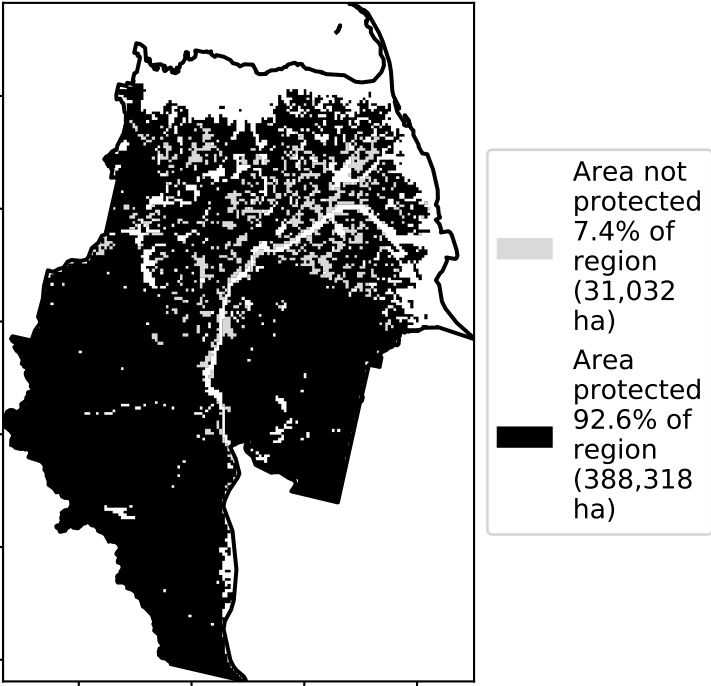 Area not
protected
7.4% of
region
(31,032
ha)
Area
protected
92.6% of
region
(388,318
ha)